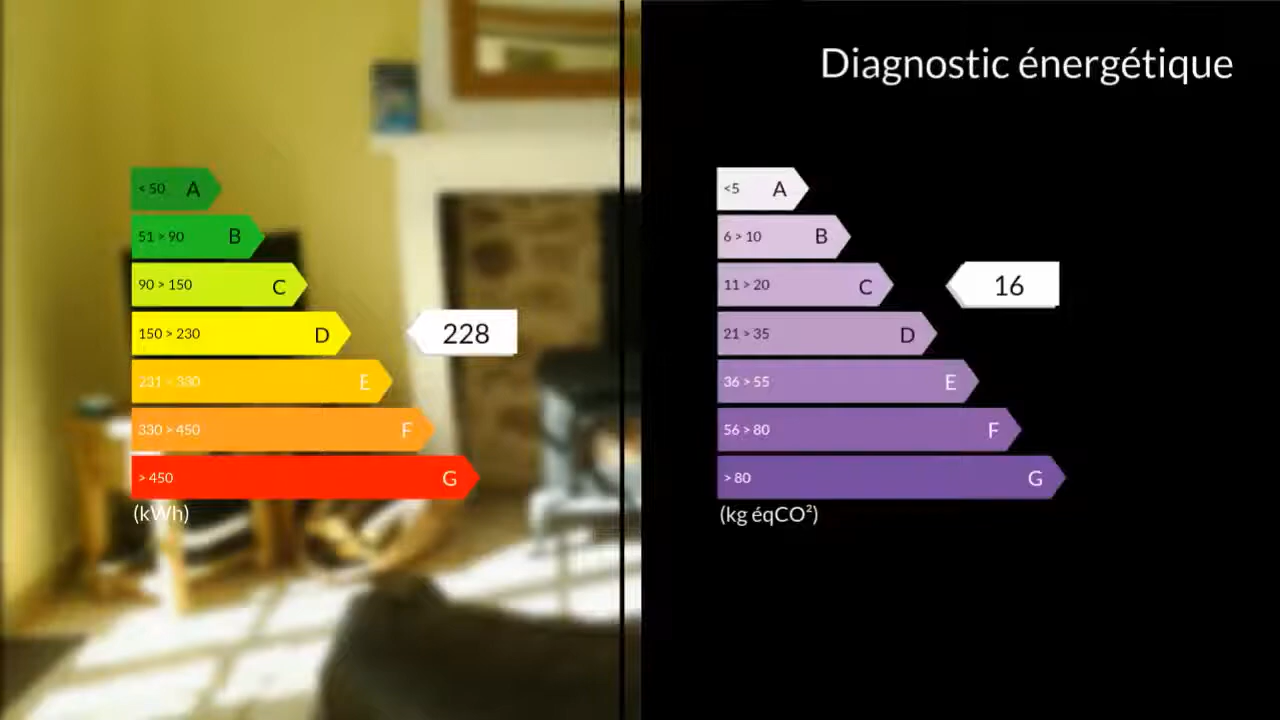 Diagnostic énergétique
< 50 A
51 > 90 B
90 > 150 C
150 > 230 D
228
231 > 330 E
330 > 450 F
> 450 G
(kWh)
<5 A
6 > 10 B
11 > 20 C
16
21 > 35 D
36 > 55 E
56 > 80 F
> 80 G
(kg éqCO²)